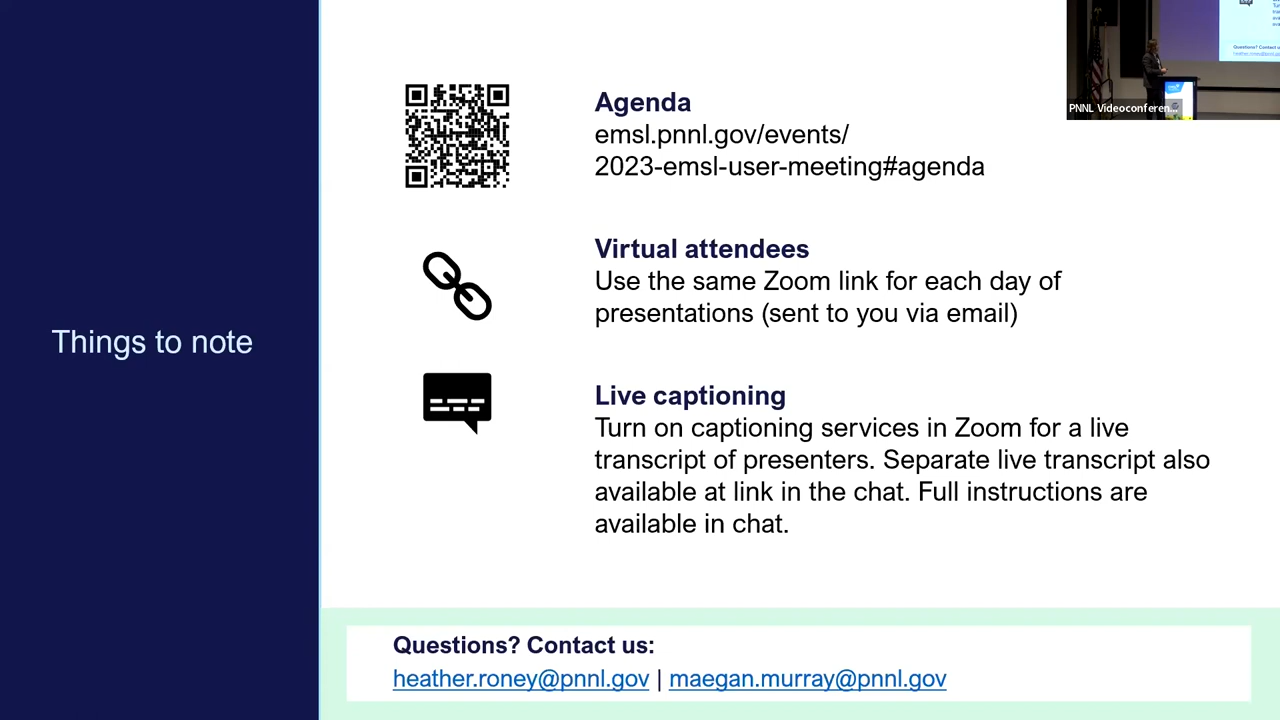 Things to note
Agenda
emsl.pnnl.gov/events/
2023-emsl-user-meeting#agenda
Virtual attendees
Use the same Zoom link for each day of
presentations (sent to you via email)
Live captioning
Turn on captioning services in Zoom for a live
transcript of presenters. Separate live transcript also
available at link in the chat. Full instructions are
available in chat.
Questions? Contact us:
heather.roney@pnnl.gov | maegan.murray@pnnl.gov
PNNL Videoconferen...
Questions? Contact u